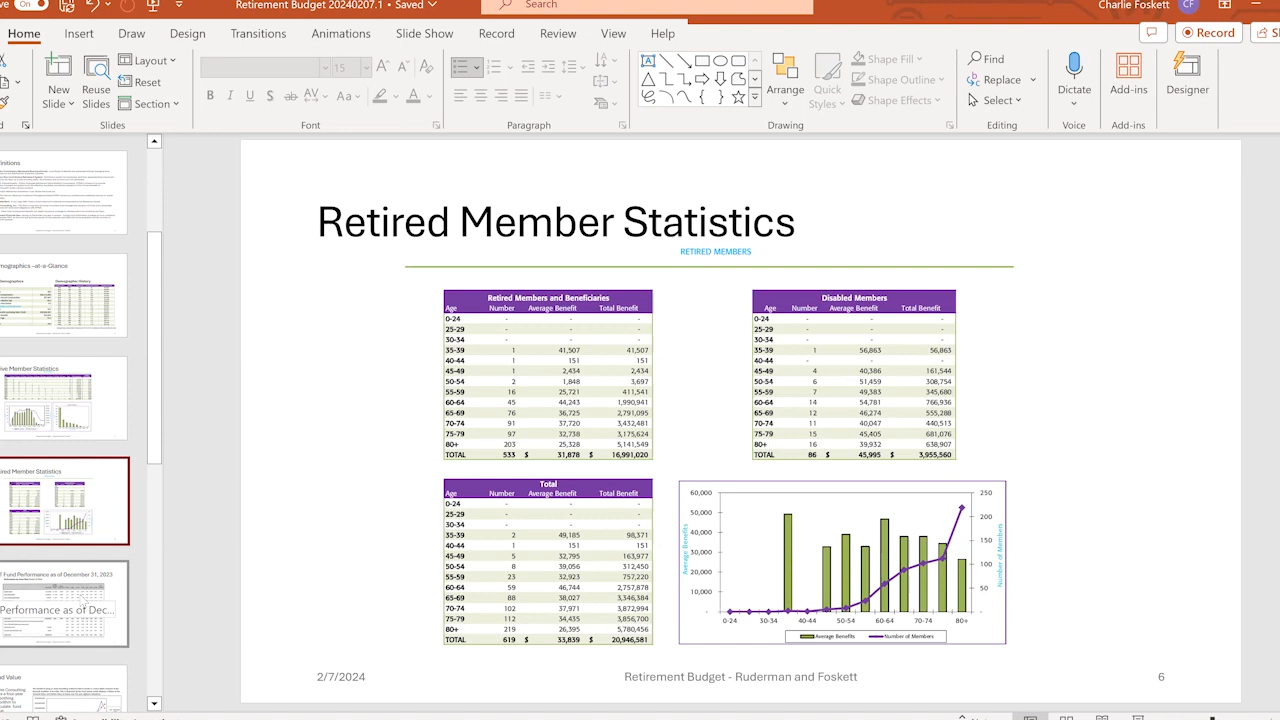 ve On Retirement Budget 20240207.1 • Saved Search Charlie Foskett CF
Home Insert Draw Design Transitions Animations Slide Show Record Review View Help Record
New Slide Reuse Slides Layout Reset Section 15 Arrange Quick Styles Shape Fill Shape Outline Shape Effects Find Replace Select Dictate Add-ins Designer
Slides Font Paragraph Drawing Editing Voice Add-ins
Retired Member Statistics
RETIRED MEMBERS
Retired Members and Beneficiaries
Age Number Average Benefit Total Benefit
0-24 - - -
25-29 - - -
30-34 - - -
35-39 1 41,507 41,507
40-44 1 151 151
45-49 1 2,434 2,434
50-54 2 1,848 3,697
55-59 16 25,721 411,541
60-64 45 44,243 1,990,941
65-69 76 36,725 2,791,095
70-74 91 37,720 3,432,481
75-79 97 32,738 3,175,624
80+ 203 25,328 5,141,549
TOTAL 533 $ 31,878 $ 16,991,020
Disabled Members
Age Number Average Benefit Total Benefit
0-24 -
25-29 - - -
30-34 - - -
35-39 1 56,863 56,863
40-44 - - -
45-49 4 40,386 161,544
50-54 6 51,459 308,754
55-59 7 49,383 345,680
60-64 14 54,781 766,936
65-69 12 46,274 555,288
70-74 11 40,047 440,513
75-79 15 45,405 681,076
80+ 16 39,932 638,907
TOTAL 86 $ 45,995 $ 3,955,560
Total
Age Number Average Benefit Total Benefit
0-24 - - -
25-29 - - -
30-34 - - -
35-39 2 49,185 98,371
40-44 1 151 151
45-49 5 32,795 163,977
50-54 8 39,056 312,450
55-59 23 32,923 757,220
60-64 59 46,744 2,757,878
65-69 88 38,027 3,346,384
70-74 102 37,971 3,872,994
75-79 112 34,435 3,856,700
80+ 219 26,395 5,780,456
TOTAL 619 $ 33,839 $ 20,946,581
60,000 250
50,000 200
40,000 150
30,000 100
20,000 50
10,000 -
-
Average Benefits
Number of Members
0-24 30-34 40-44 50-54 60-64 70-74 80+
Average Benefits Number of Members
2/7/2024 Retirement Budget - Ruderman and Foskett 6
finitions
mographics –at-a-Glance
ive Member Statistics
ired Member Statistics
Fund Performance as of December 31, 2023
Performance as of Dec...
d Value